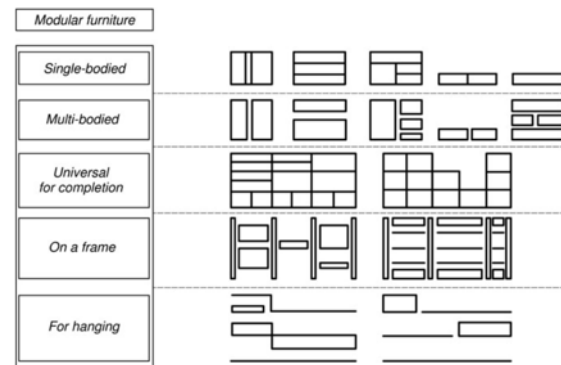 Modular furniture
Single-bodied
Multi-bodied
Universal
for completion
On a frame
For hanging